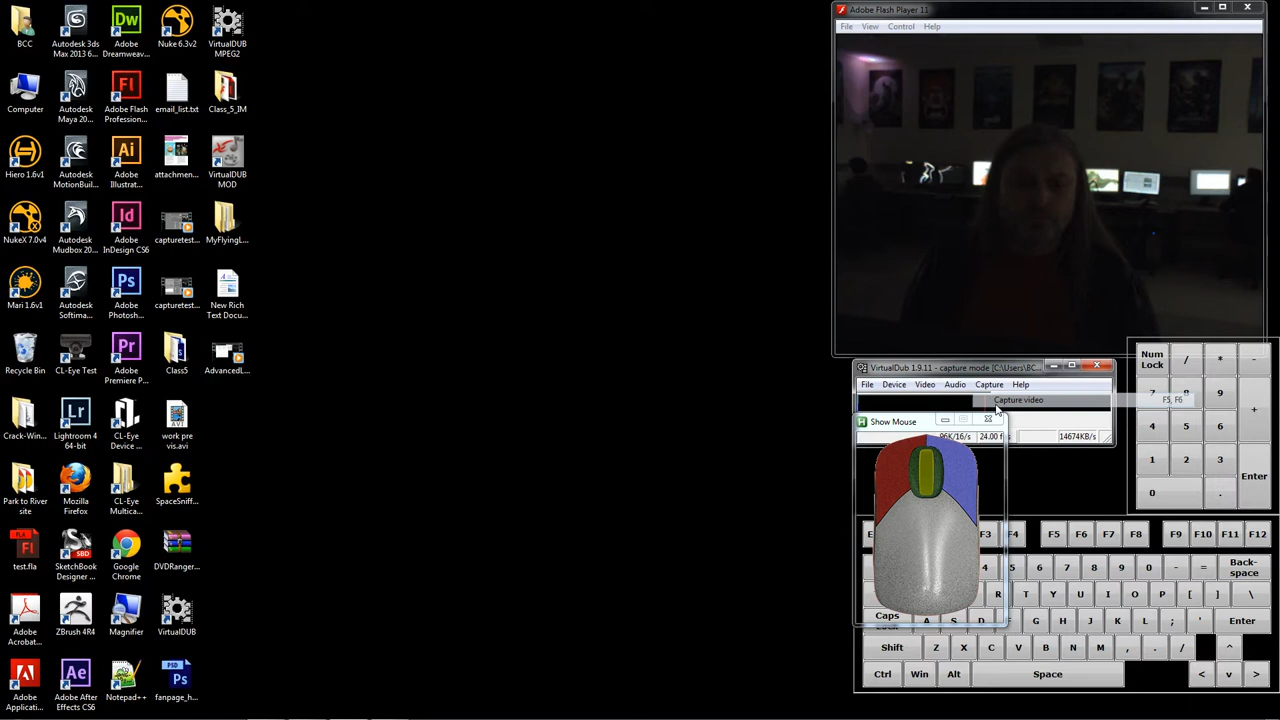 BCC
Autodesk 3ds
Max 2013 6...
Adobe
Dreamweav...
Nuke 6.3v2
VirtualDUB
MPEG2
Computer
Autodesk
Maya 20...
Adobe Flash
Profession...
email_list.txt
Class_5_IM
Hiero 1.6v1
Autodesk
MotionBuil...
Adobe
Illustrat...
attachmen...
VirtualDUB
MOD
NukeX 7.0v4
Autodesk
Mudbox 20...
Adobe
InDesign CS6
capturetest...
MyFlyingL...
Mari 1.6v1
Autodesk
Softima...
Adobe
Photosh...
capturetest...
New Rich
Text Docu...
Recycle Bin
CL-Eye Test
Adobe
Premiere P...
Class5
AdvancedL...
Crack-Win...
Lightroom 4
64-bit
CL-Eye
Device ...
work pre
vis.avi
Park to River
site
Mozilla
Firefox
CL-Eye
Multica...
SpaceSniff...
test.fla
SketchBook
Designer ...
Google
Chrome
DVDRanger...
Adobe
Acrobat...
ZBrush 4R4
Magnifier
VirtualDUB
Adobe
Applicati...
Adobe After
Effects CS6
Notepad++
fanpage_h...
Adobe Flash Player 11
File View Control Help
VirtualDub 1.9.11 - capture mode [C:\Users\BC...
File Device Video Audio Capture Help
Capture video F5, F6
Show Mouse
96K/16/s 24.00 f 14674KB/s
Num
Lock / * -
7 8 9 +
4 5 6
1 2 3 Enter
0 .
E F3 F4 F5 F6 F7 F8 F9 F10 F11 F12
4 5 6 7 8 9 0 - = Back-
space
R T Y U I O P [ ] \
Caps
Lock A S D F G H J K L ; ' Enter
Shift Z X C V B N M , . / Shift ^
Ctrl Win Alt Space < v >